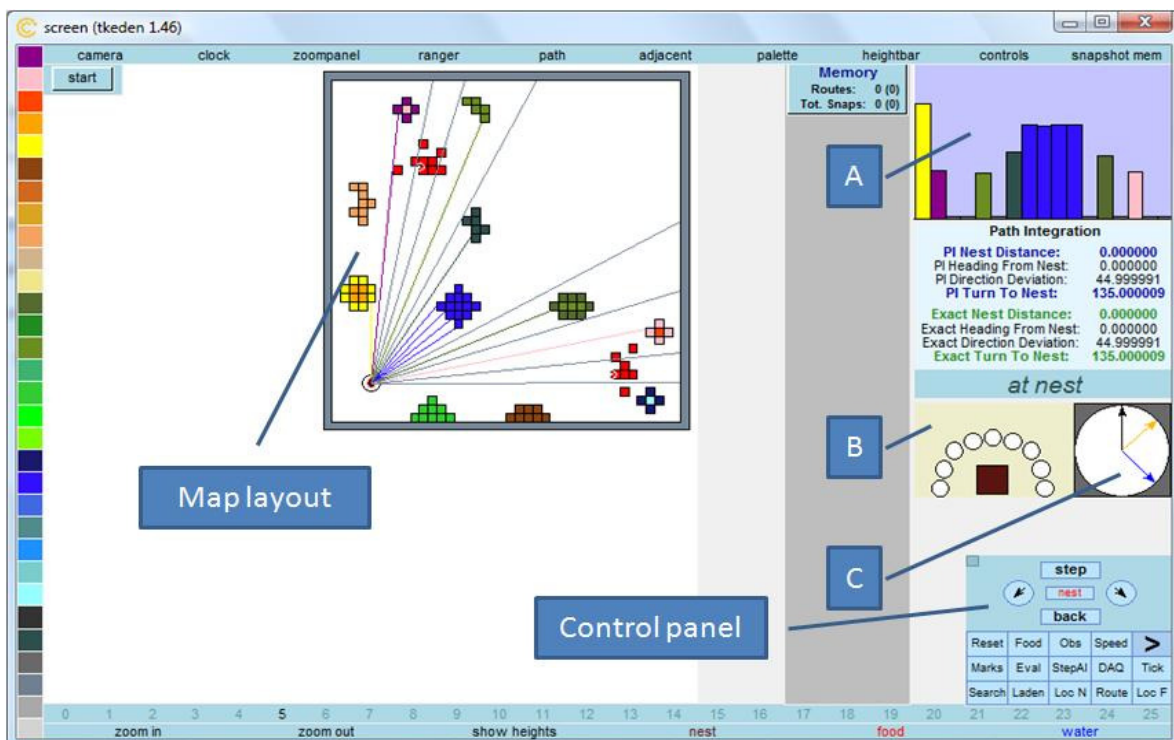 screen (tkeden 1.46)
camera clock zoompanel ranger path adjacent palette heightbar controls snapshot mem
start
Memory
Routes: 0 (0)
Tot. Snaps: 0 (0)
A
Path Integration
PI Nest Distance: 0.000000
PI Heading From Nest: 0.000000
PI Direction Deviation: 44.999991
PI Turn To Nest: 135.000009
Exact Nest Distance: 0.000000
Exact Heading From Nest: 0.000000
Exact Direction Deviation: 44.999991
Exact Turn To Nest: 135.000009
at nest
B
Map layout
C
Control panel
step
nest
back
Reset Food Obs Speed >
Marks Eval StepAl DAQ Tick
Search Laden Loc N Route Loc F
0 1 2 3 4 5 6 7 8 9 10 11 12 13 14 15 16 17 18 19 20 21 22 23 24 25
zoom in zoom out show heights nest food water